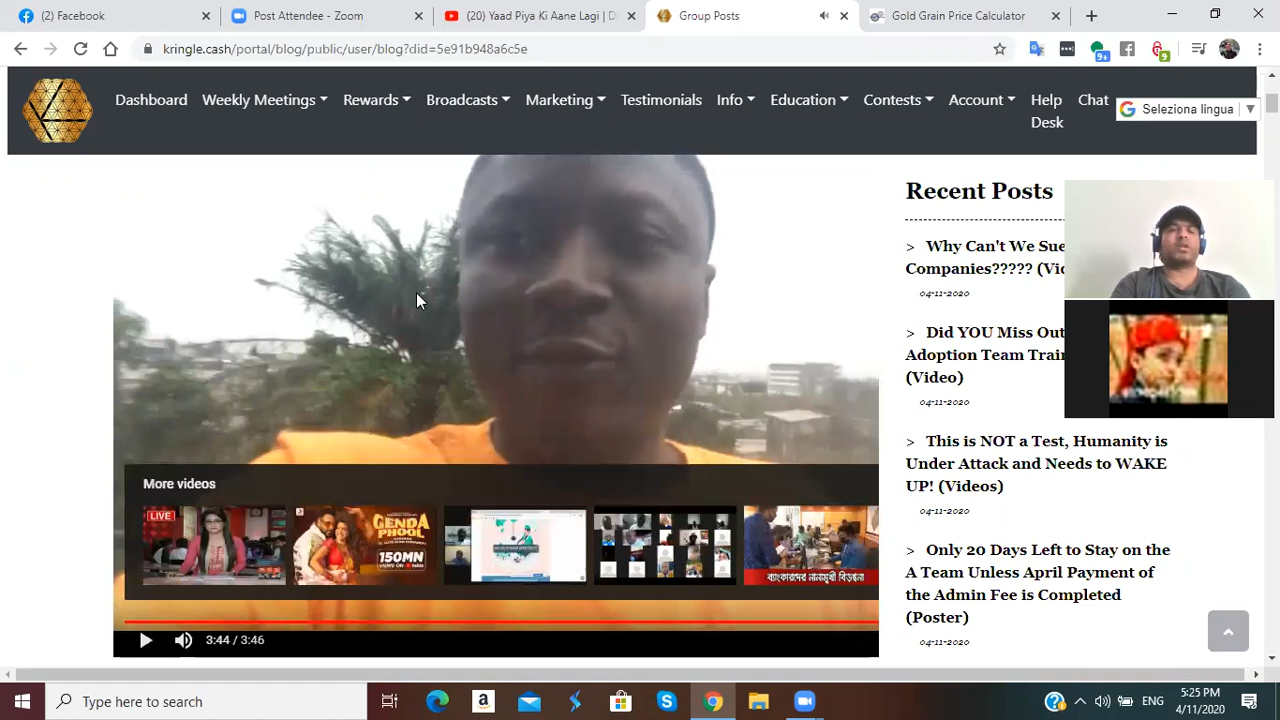 (2) Facebook
Post Attendee - Zoom
(20) Yaad Piya Ki Aane Lagi | D
Group Posts
Gold Grain Price Calculator
kringle.cash/portal/blog/public/user/blog?did=5e91b948a6c5e
9+
9
Dashboard
Weekly Meetings
Rewards
Broadcasts
Marketing
Testimonials
Info
Education
Contests
Account
Help
Desk
Chat
Seleziona lingua
Recent Posts
> Why Can't We Sue
Companies????? (Vi
04-11-2020
> Did YOU Miss Out
Adoption Team Train
(Video)
04-11-2020
> This is NOT a Test, Humanity is
Under Attack and Needs to WAKE
UP! (Videos)
04-11-2020
> Only 20 Days Left to Stay on the
A Team Unless April Payment of
the Admin Fee is Completed
(Poster)
04-11-2020
More videos
LIVE
GENDA
PHOOL
150MN
ব্যাংকারদের নানামুখী বিড়ম্বনা
3:44 / 3:46
Type here to search
ENG
5:25 PM
4/11/2020